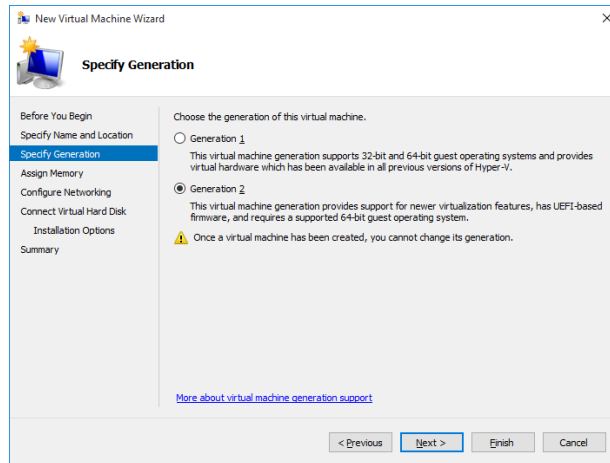 New Virtual Machine Wizard
Specify Generation
Before You Begin
Specify Name and Location
Specify Generation
Assign Memory
Configure Networking
Connect Virtual Hard Disk
Installation Options
Summary
Choose the generation of this virtual machine.
Generation 1
This virtual machine generation supports 32-bit and 64-bit guest operating systems and provides
virtual hardware which has been available in all previous versions of Hyper-V.
Generation 2
This virtual machine generation provides support for newer virtualization features, has UEFI-based
firmware, and requires a supported 64-bit guest operating system.
Once a virtual machine has been created, you cannot change its generation.
More about virtual machine generation support
< Previous
Next >
Finish
Cancel